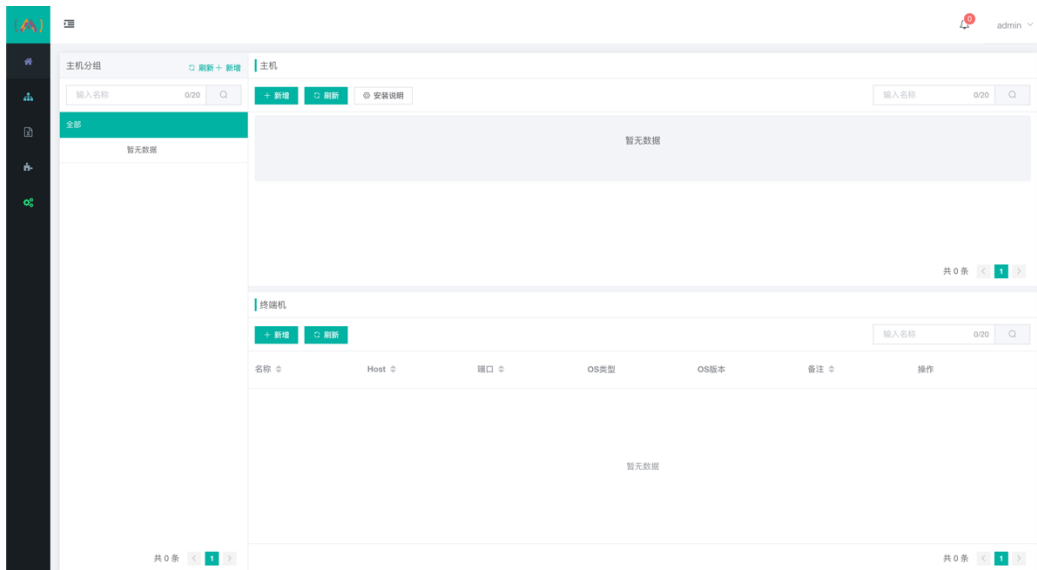 0
admin
主机分组
刷新
新增
输入名称
0/20
全部
暂无数据
共 0 条
1
主机
新增
刷新
安装说明
输入名称
0/20
暂无数据
共 0 条
1
终端机
新增
刷新
输入名称
0/20
名称
Host
端口
OS类型
OS版本
备注
操作
暂无数据
共 0 条
1